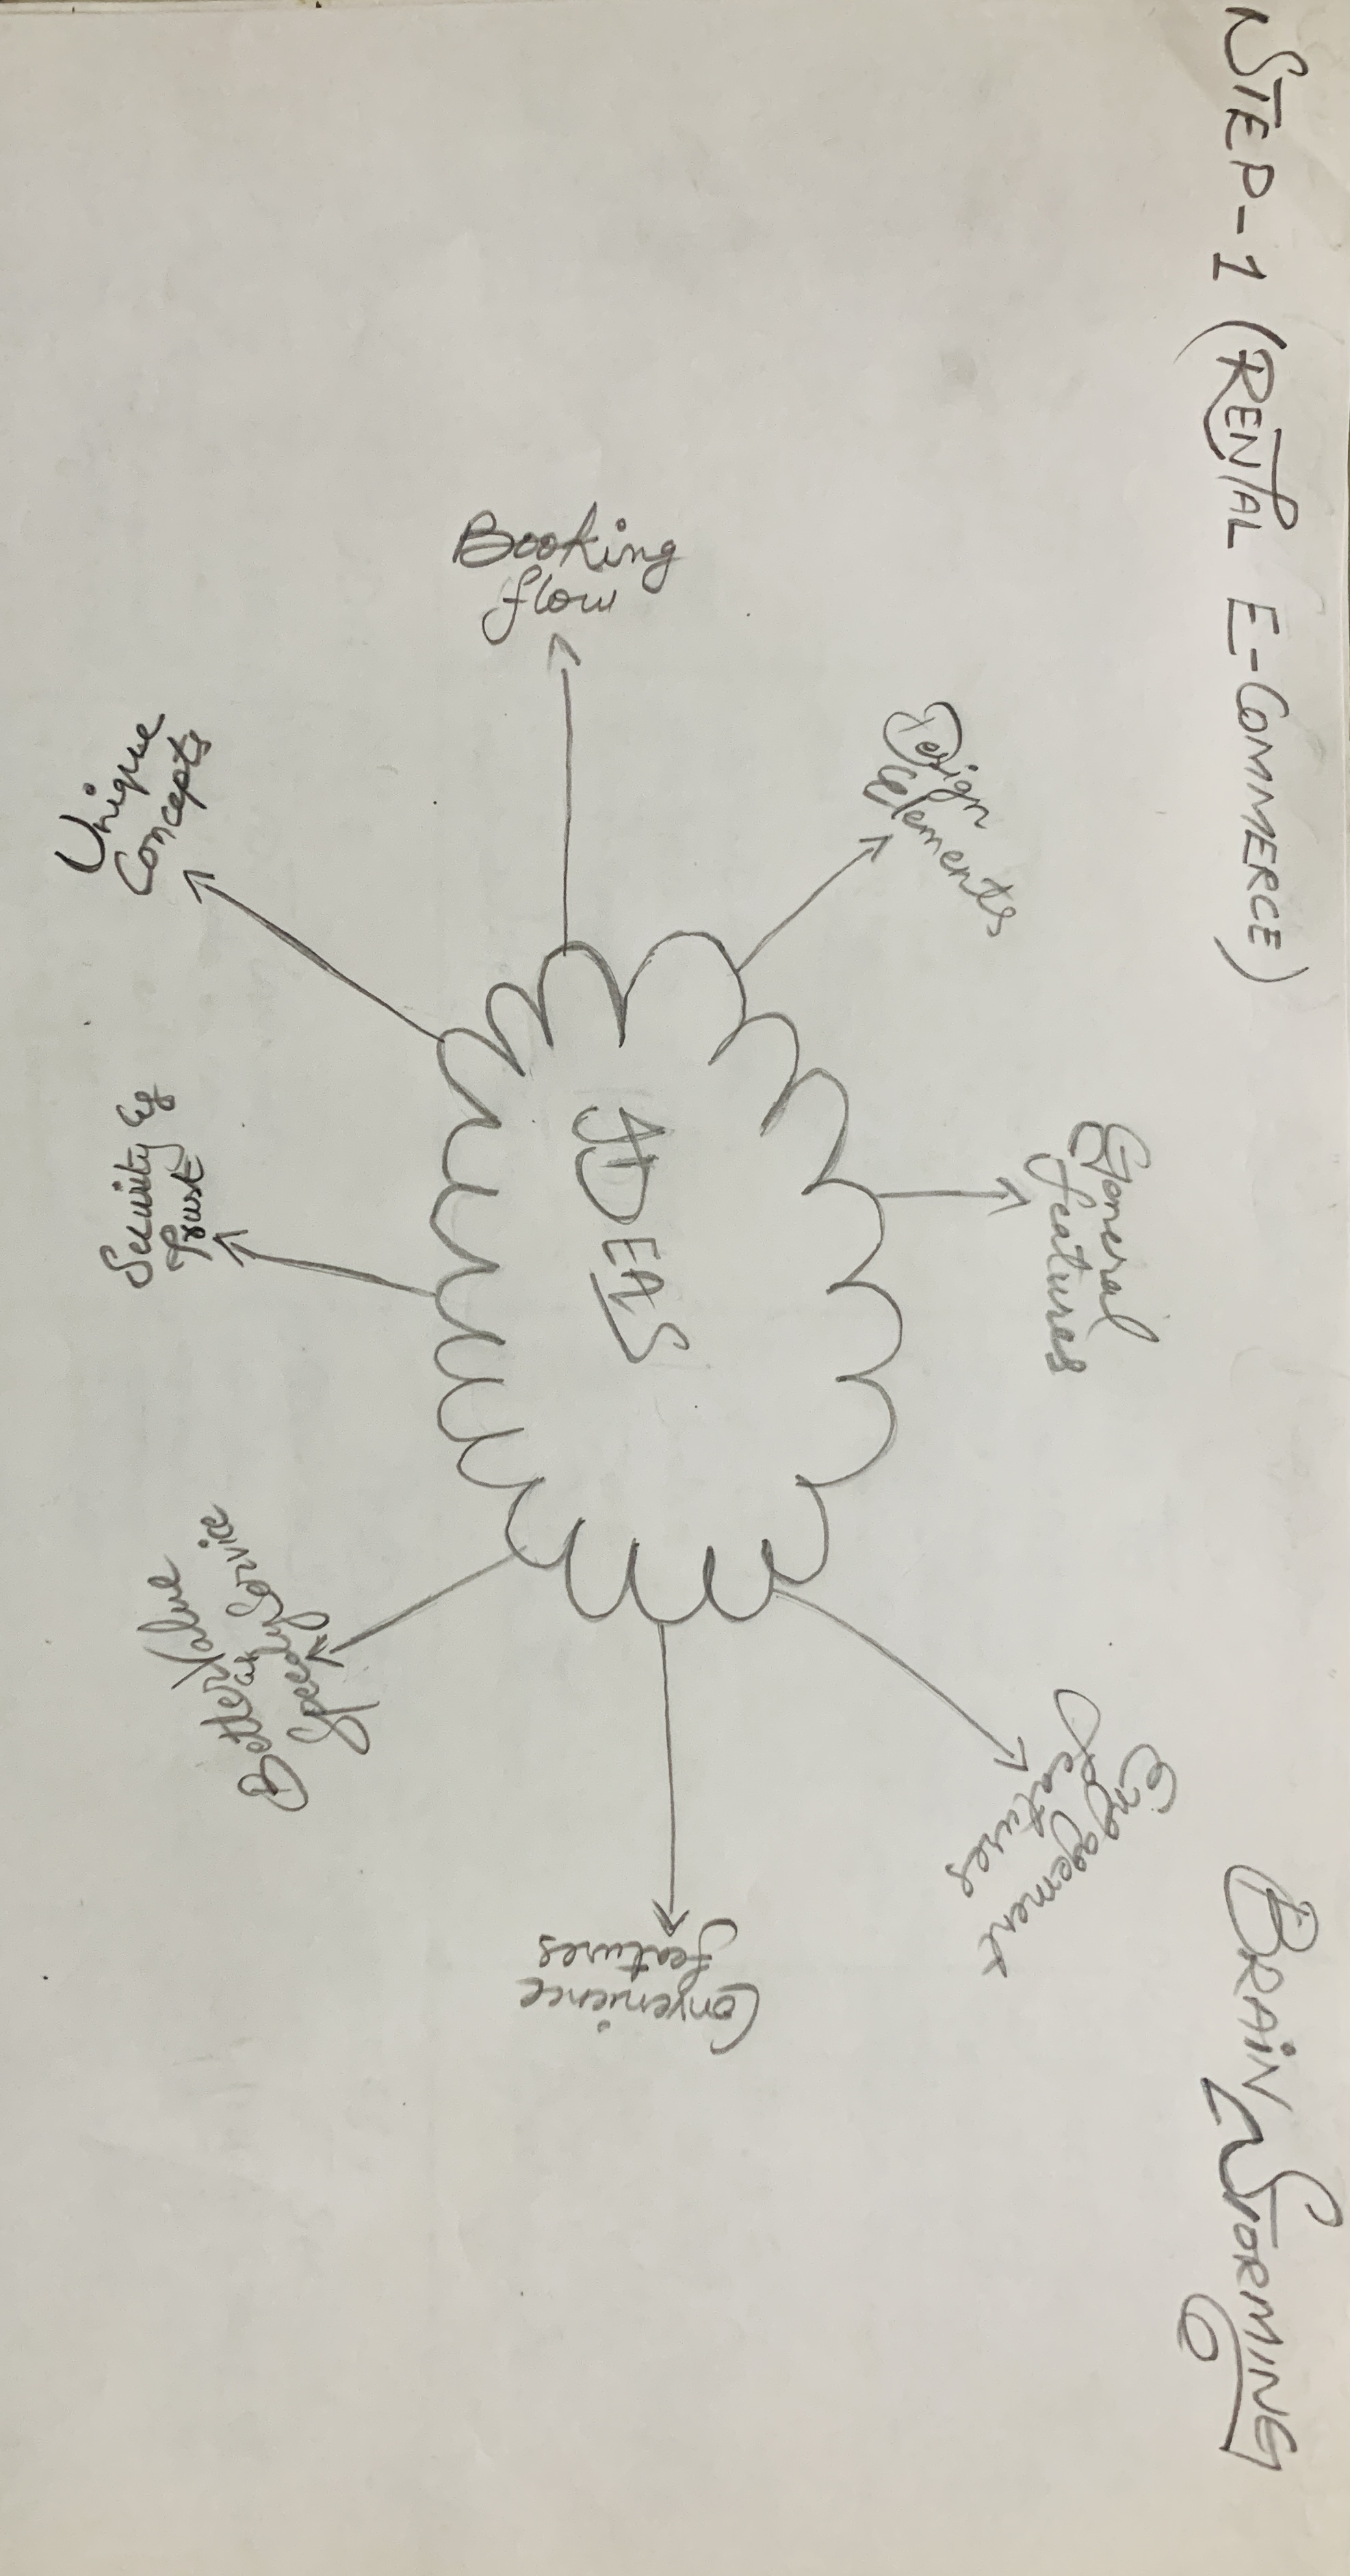 STEP-1 (RENTAL E-COMMERCE)
BRAIN STORMING
Design
Elements
General
features
Engagement
Features
Booking
flow
IDEAS
Convenience
features
Unique
Concepts
Security &
Trust
Value
Better Service